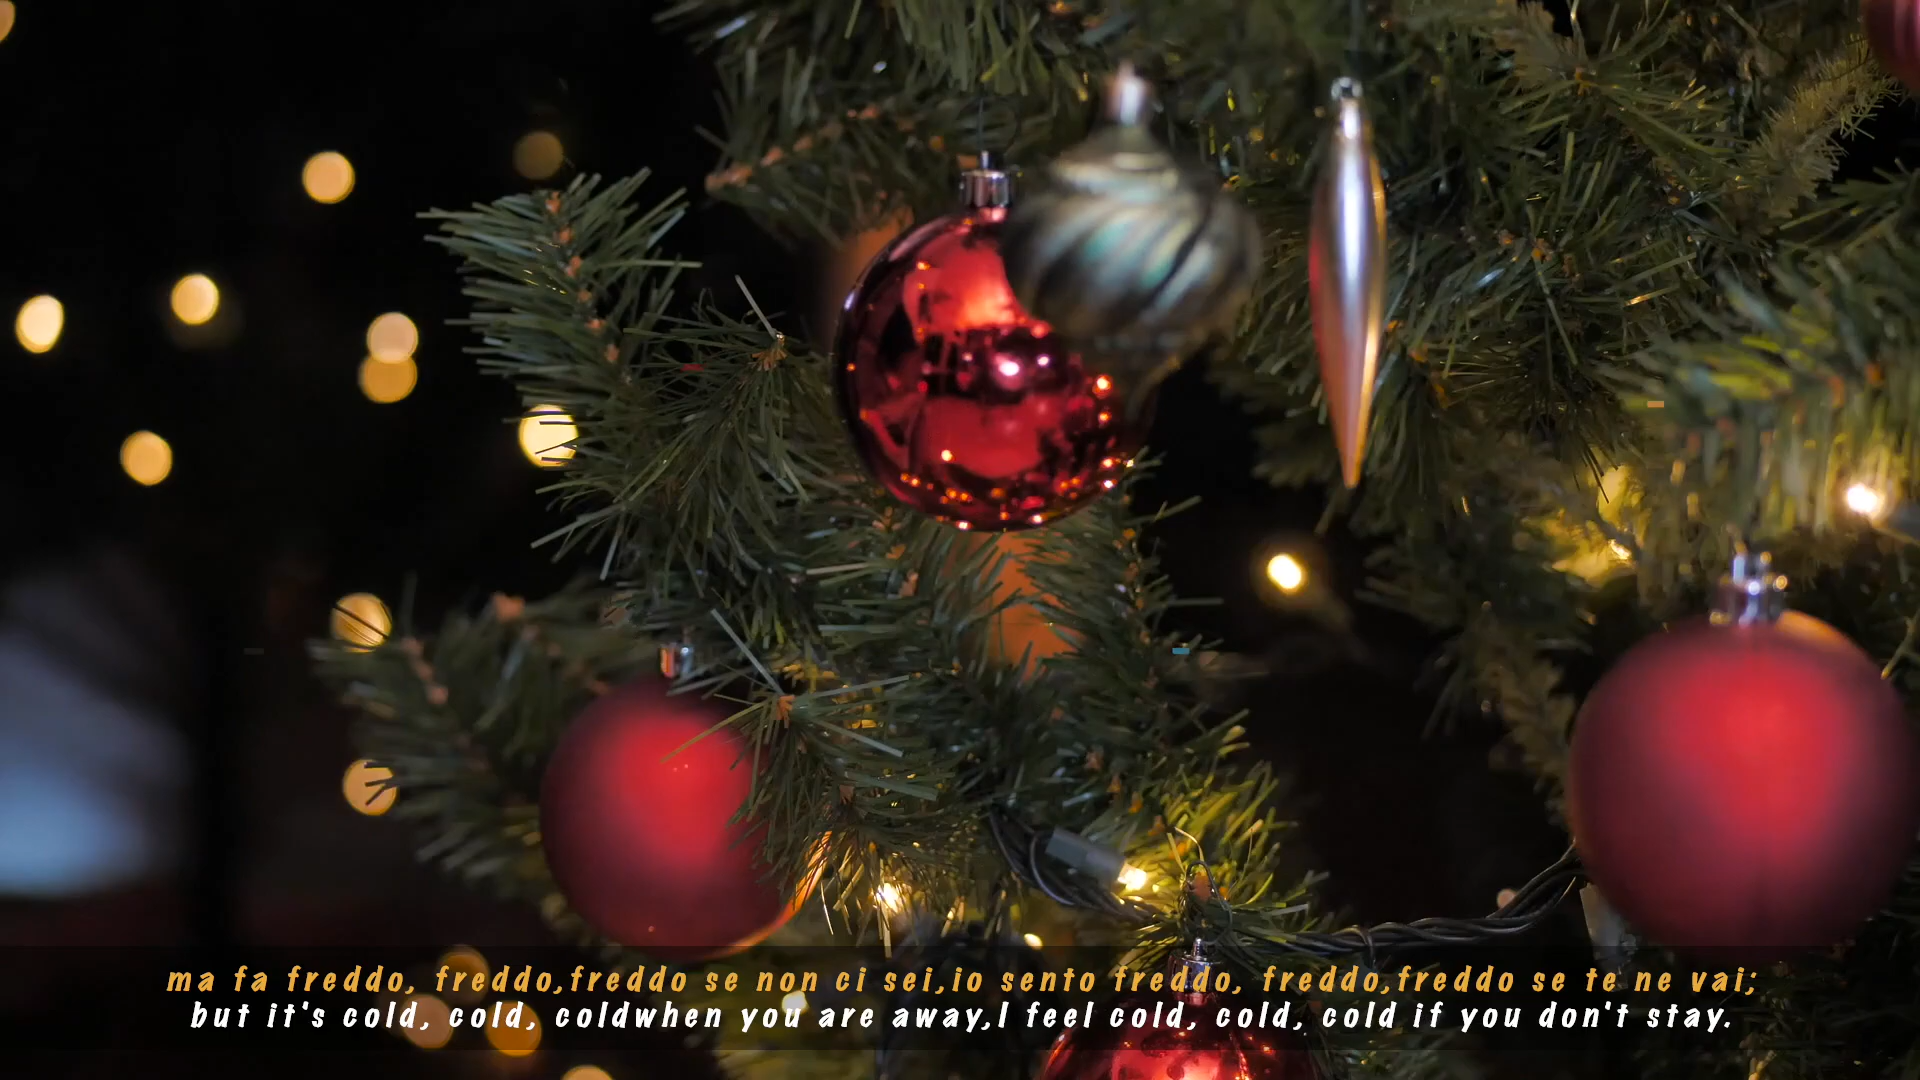 ma fa freddo, freddo,freddo se non ci sei,io sento freddo, freddo,freddo se te ne vai;
but it's cold, cold, coldwhen you are away,I feel cold, cold, cold if you don't stay.